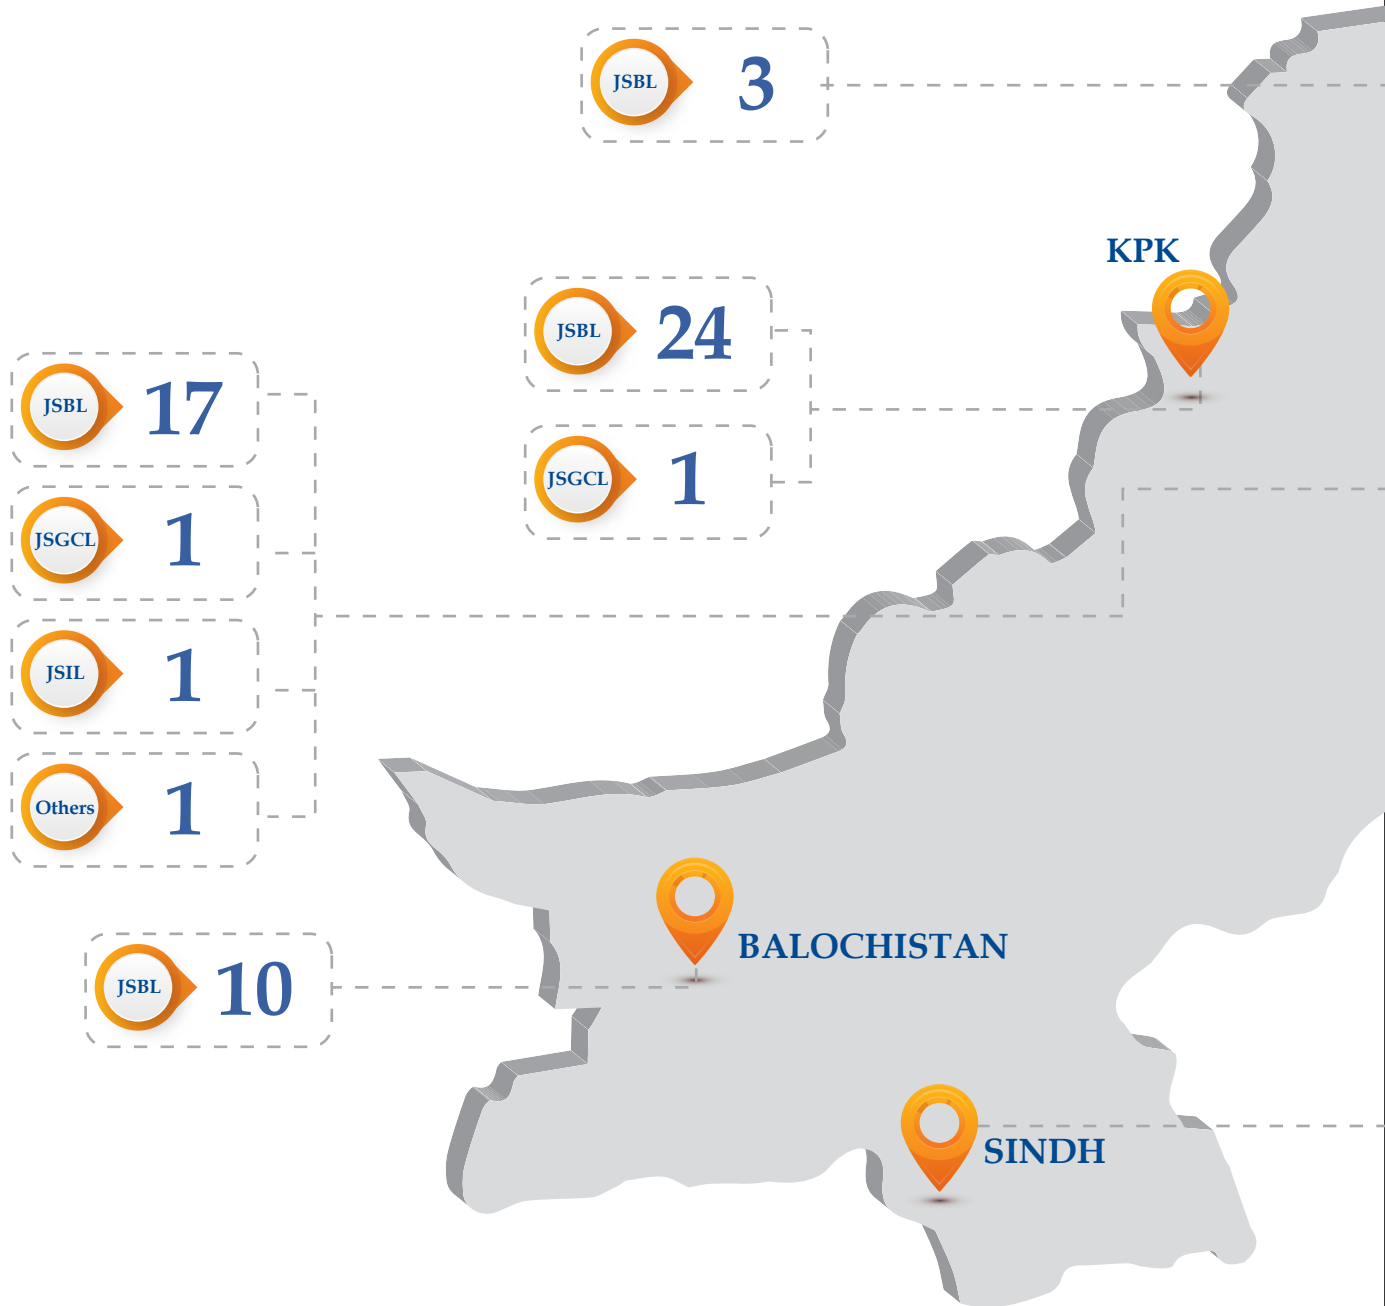 JSBL 3
KPK
JSBL 24
JSGCL 1
JSBL 17
JSGCL 1
JSIL 1
Others 1
BALOCHISTAN
JSBL 10
SINDH